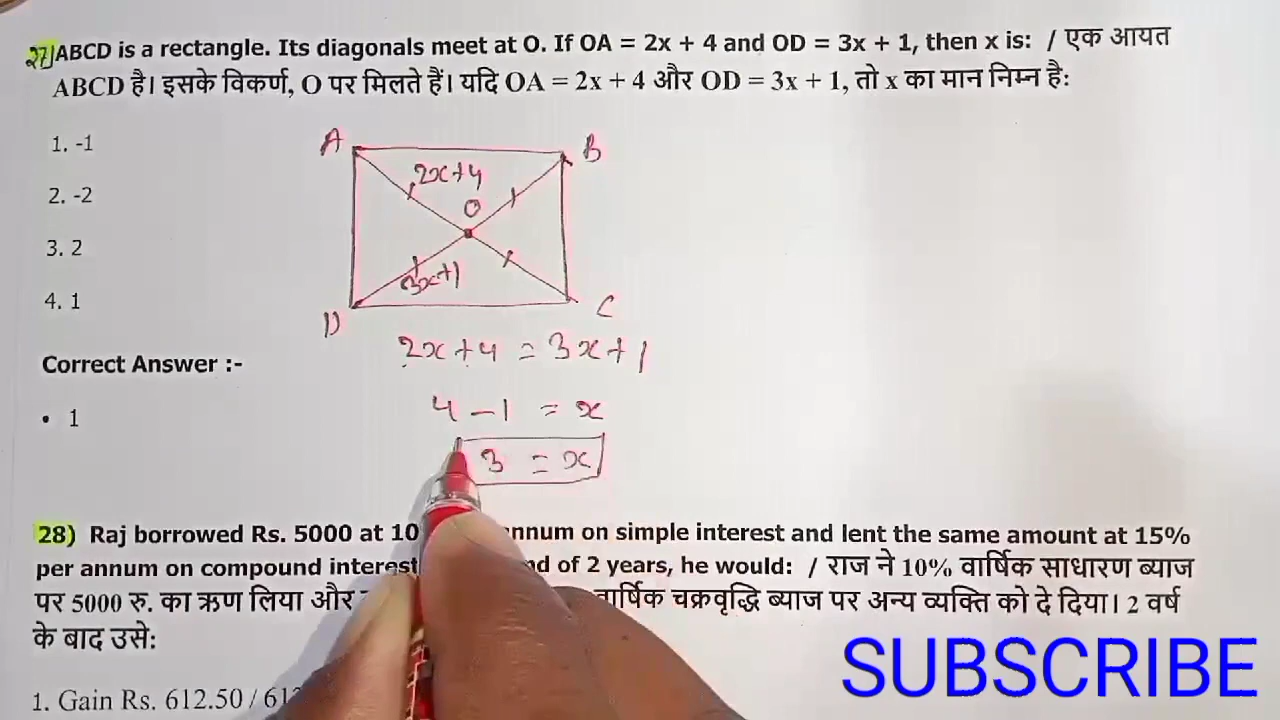 27) ABCD is a rectangle. Its diagonals meet at O. If OA = 2x + 4 and OD = 3x + 1, then x is: / एक आयत
ABCD है। इसके विकर्ण, O पर मिलते हैं। यदि OA = 2x + 4 और OD = 3x + 1, तो x का मान निम्न है:
1. -1
2. -2
3. 2
4. 1
A
B
2x+4
O
3x+1
D
C
2x+4 = 3x+1
Correct Answer :-
4 - 1 = x
• 1
3 = x
28) Raj borrowed Rs. 5000 at 10 annum on simple interest and lent the same amount at 15%
per annum on compound interest of 2 years, he would: / राज ने 10% वार्षिक साधारण ब्याज
पर 5000 रु. का ऋण लिया और वार्षिक चक्रवृद्धि ब्याज पर अन्य व्यक्ति को दे दिया। 2 वर्ष
के बाद उसे:
SUBSCRIBE
1. Gain Rs. 612.50 /